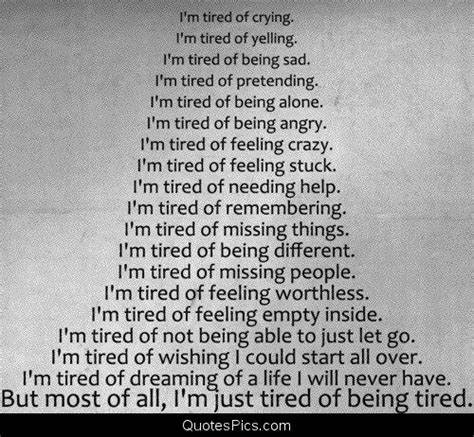 I'm tired of crying.
I'm tired of yelling.
I'm tired of being sad.
I'm tired of pretending.
I'm tired of being alone.
I'm tired of being angry.
I'm tired of feeling crazy.
I'm tired of feeling stuck.
I'm tired of needing help.
I'm tired of remembering.
I'm tired of missing things.
I'm tired of being different.
I'm tired of missing people.
I'm tired of feeling worthless.
I'm tired of feeling empty inside.
I'm tired of not being able to just let go.
I'm tired of wishing I could start all over.
I'm tired of dreaming of a life I will never have.
But most of all, I'm just tired of being tired.
QuotesPics.com